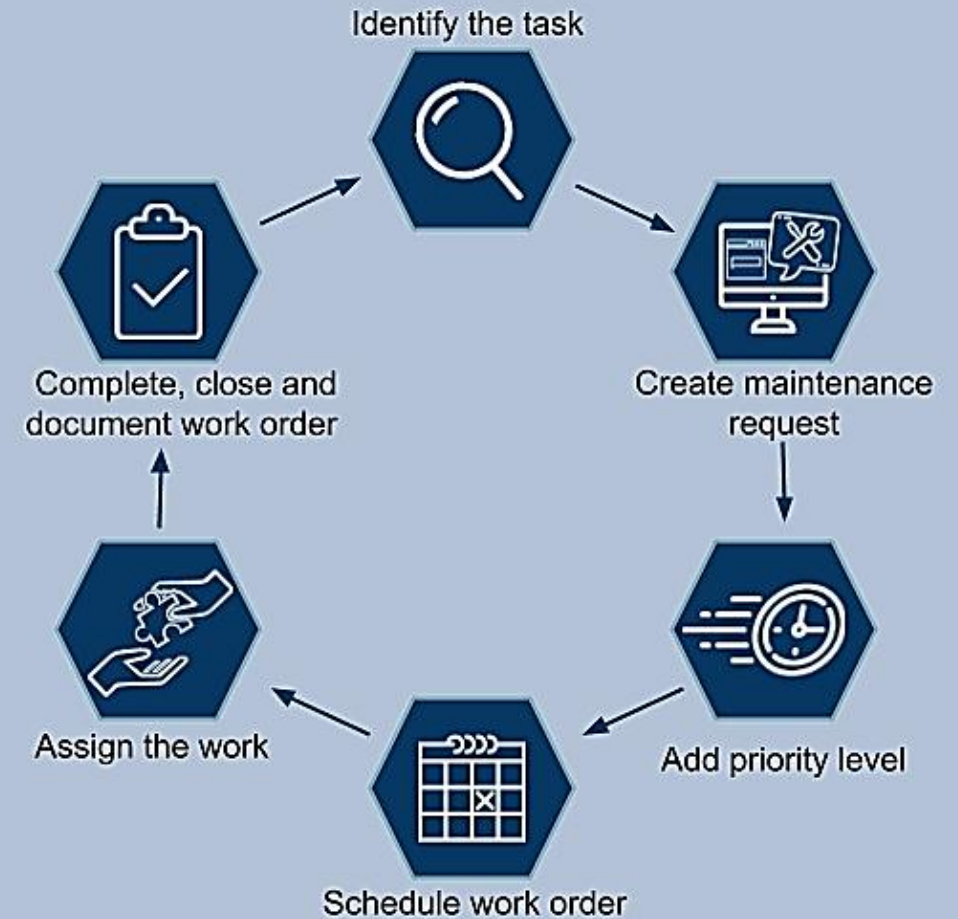 Identify the task
Create maintenance
request
Add priority level
Schedule work order
Assign the work
Complete, close and
document work order